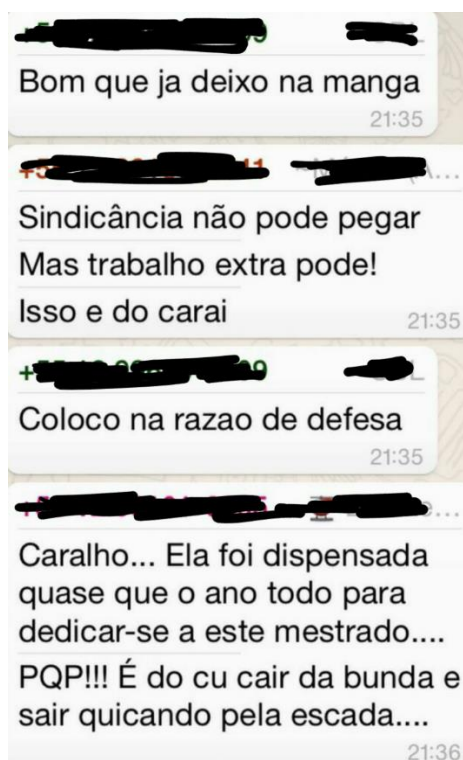 Bom que ja deixo na manga
21:35
Sindicância não pode pegar
Mas trabalho extra pode!
Isso e do carai
21:35
Coloco na razao de defesa
21:35
Caralho... Ela foi dispensada
quase que o ano todo para
dedicar-se a este mestrado....
PQP!!! É do cu cair da bunda e
sair quicando pela escada....
21:36